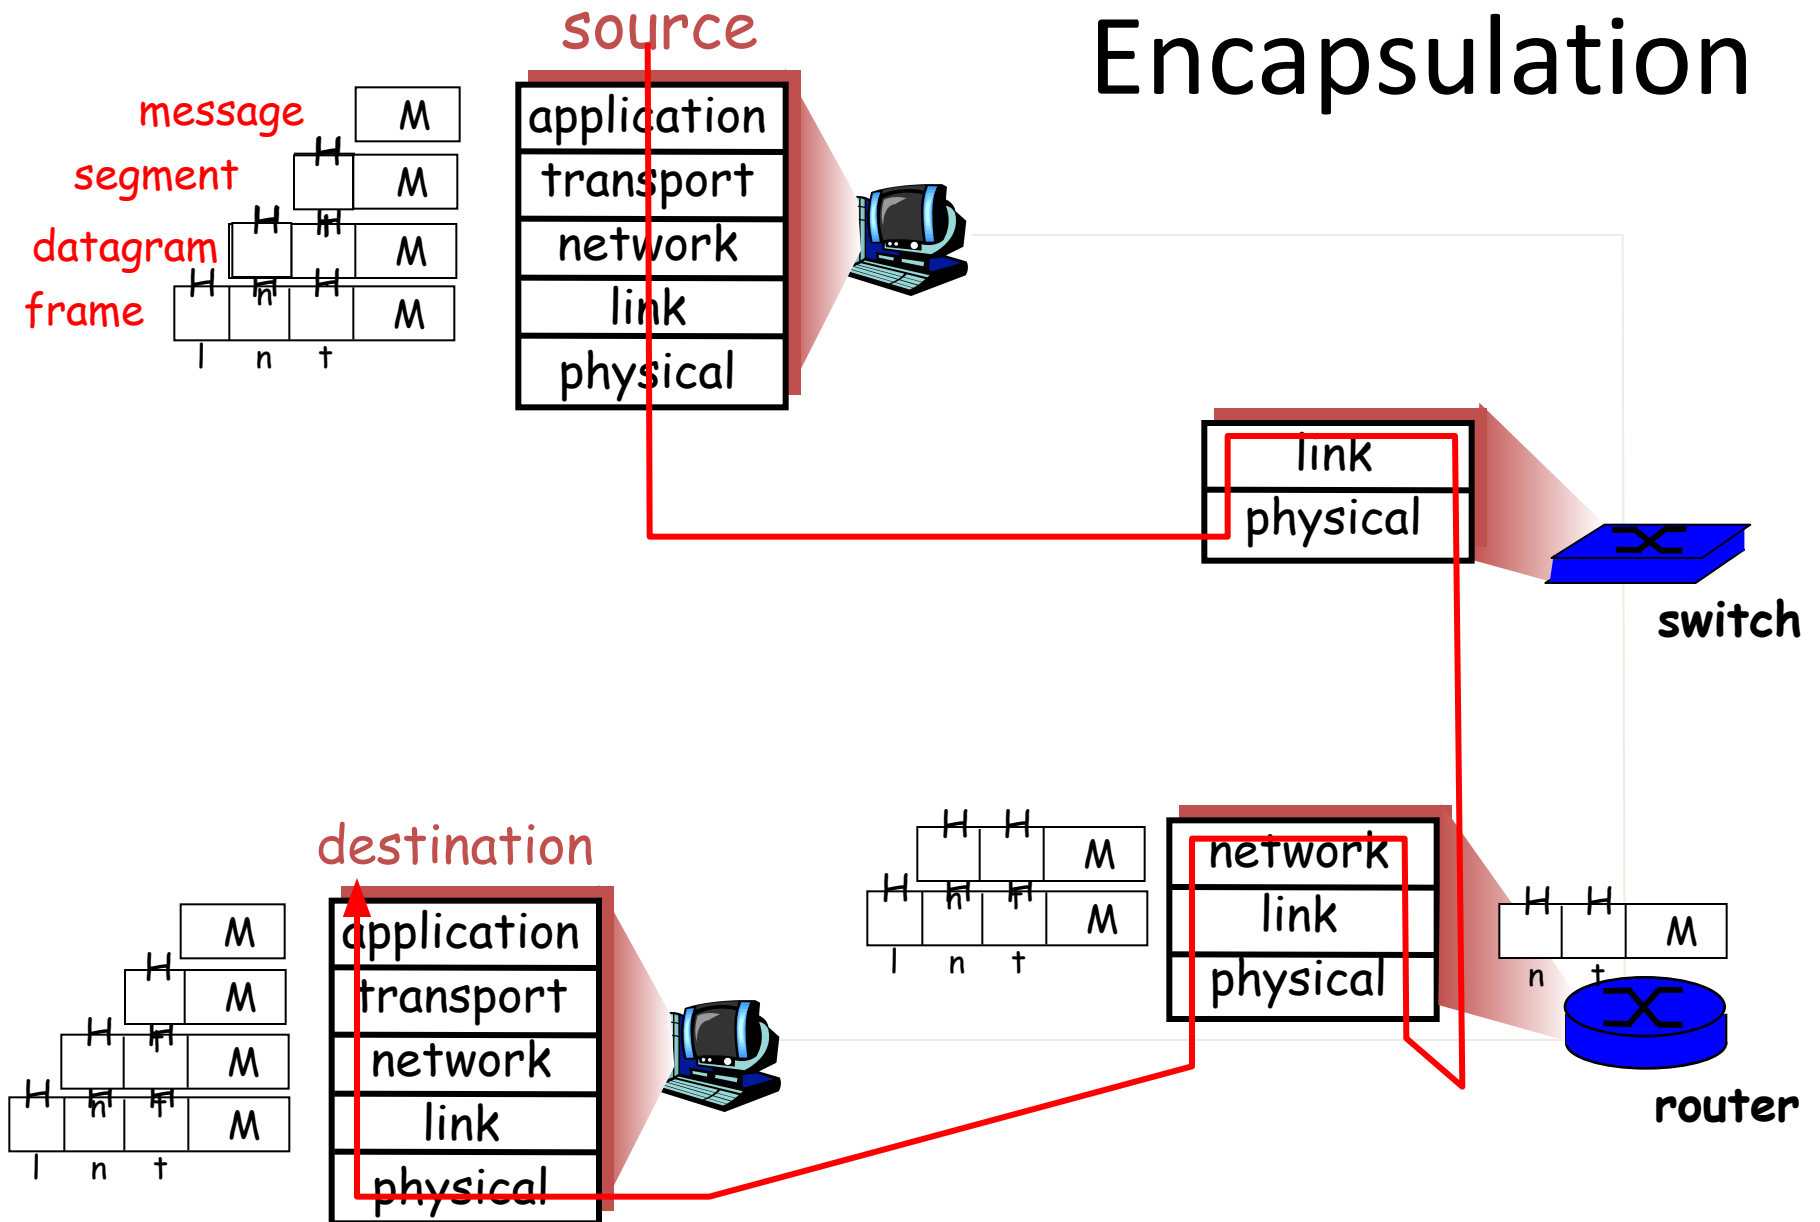 Encapsulation
source
message M
H
segment M
H H t
datagram M
H H n H
frame M
l n t
application
transport
network
link
physical
link
physical
switch
destination
M
H
M
H H t
M
H H n H t
M
l n t
application
transport
network
link
physical
H H
M
H H n H t
M
l n t
network
link
physical
H H
M
n t
router